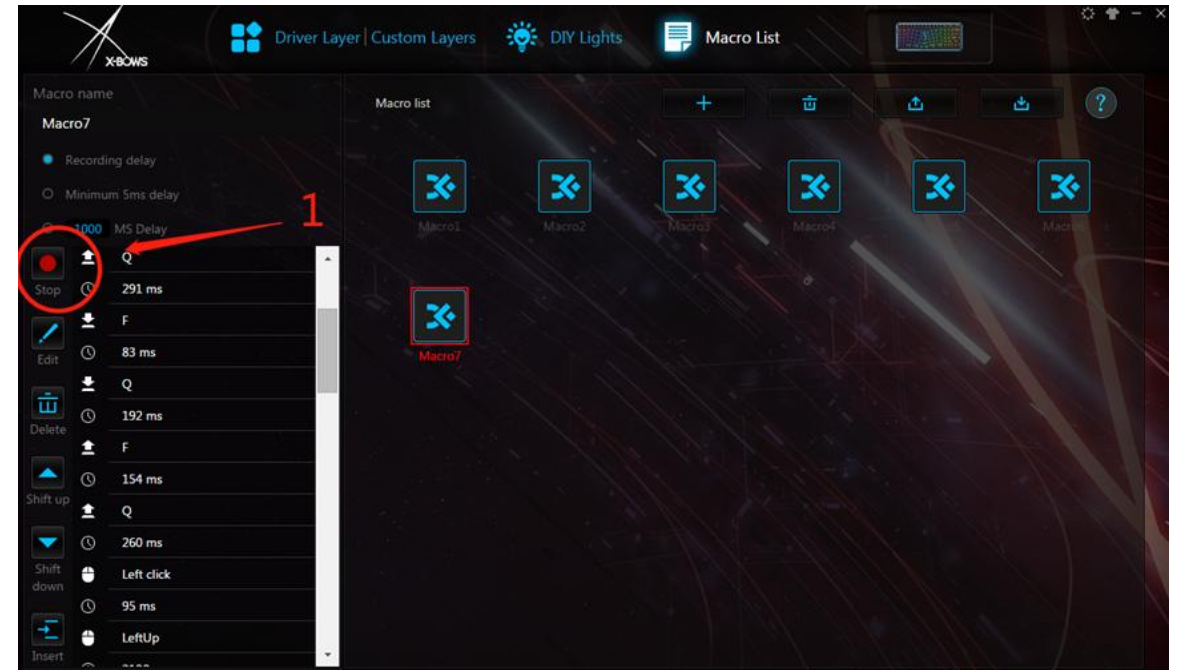 X-BOWS
Driver Layer | Custom Layers
DIY Lights
Macro List
Macro name
Macro7
Recording delay
Minimum 5ms delay
1000 MS Delay
1
Macro list
?
Macro1
Macro2
Macro3
Macro4
Macro7
Stop
Edit
Delete
Shift up
Shift
down
Insert
Q
291 ms
F
83 ms
Q
192 ms
F
154 ms
Q
260 ms
Left click
95 ms
LeftUp